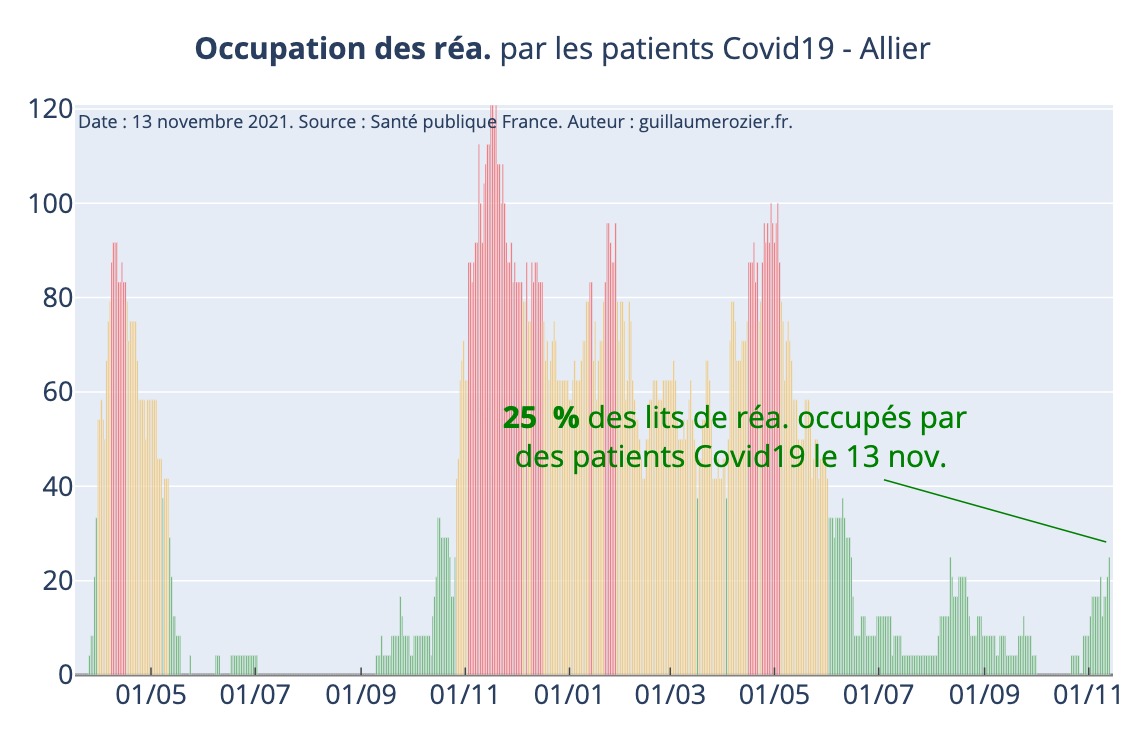 Occupation des réa. par les patients Covid19 - Allier
120
Date : 13 novembre 2021. Source : Santé publique France. Auteur : guillaumerozier.fr.
100
80
60
25 % des lits de réa. occupés par
des patients Covid19 le 13 nov.
40
20
0
01/05 01/07 01/09 01/11 01/01 01/03 01/05 01/07 01/09 01/11